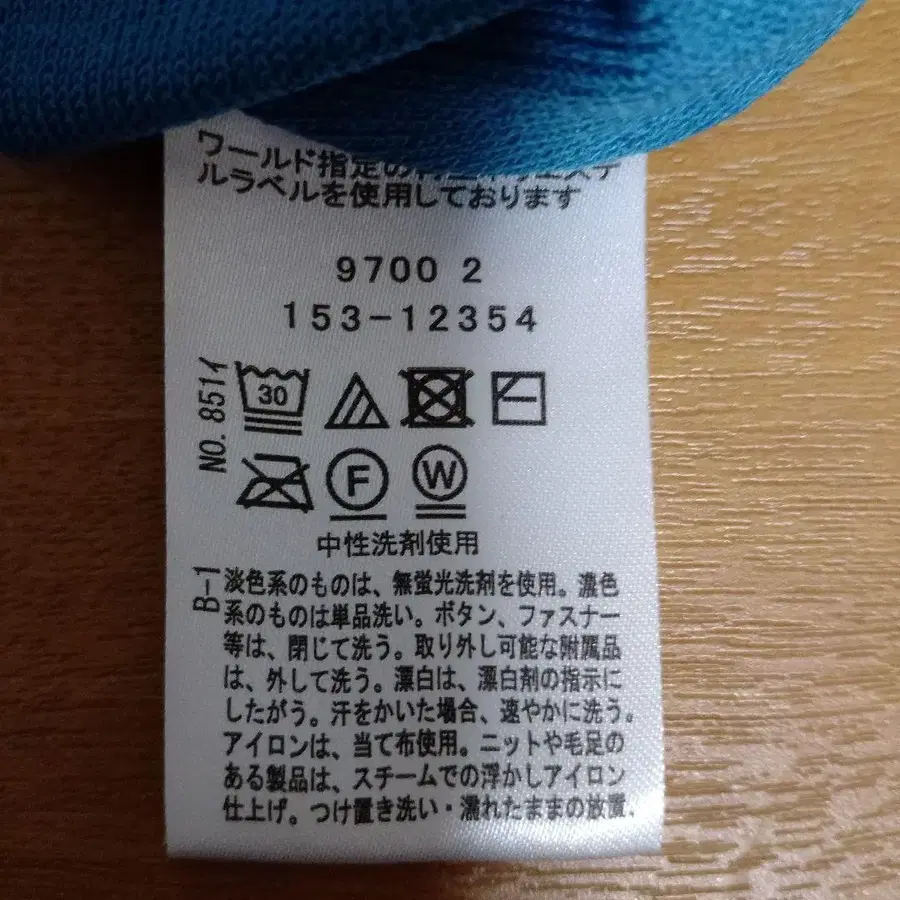 ワールド指定の
ルラベルを使用しております
9700 2
153-12354
NO. 851イ
30
F
W
中性洗剤使用
B-1
淡色系のものは、無蛍光洗剤を使用。濃色
系のものは単品洗い。ボタン、ファスナー
等は、閉じて洗う。取り外し可能な附属品
は、外して洗う。漂白は、漂白剤の指示に
したがう。汗をかいた場合、速やかに洗う。
アイロンは、当て布使用。ニットや毛足の
ある製品は、スチームでの浮かしアイロン
仕上げ。つけ置き洗い・濡れたままの放置